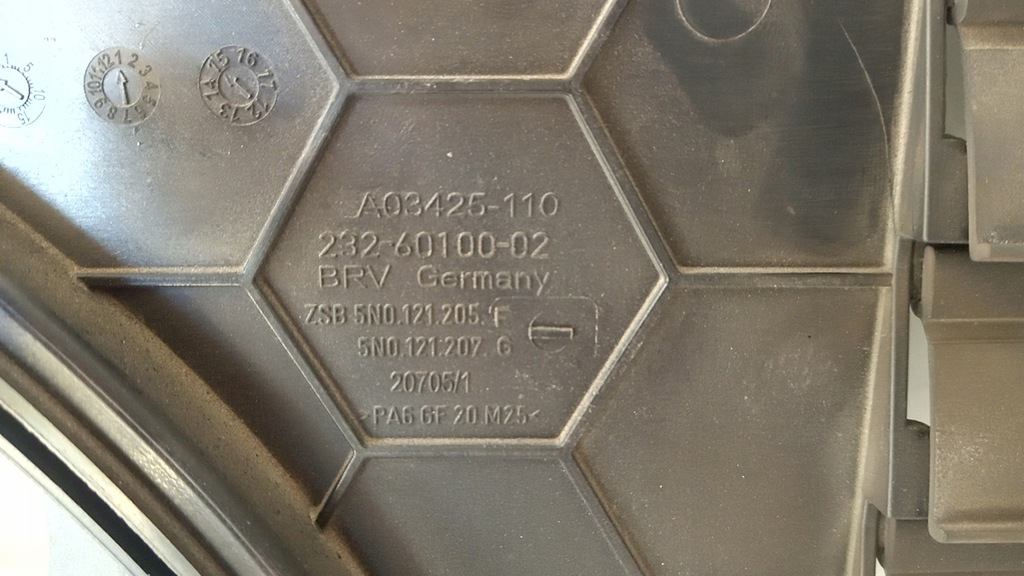 A03425-110
232-60100-02
BRV Germany
ZSB 5N0.121.205. F
5N0.121.207. G
20705/1
>PA6 GF 20 M25<